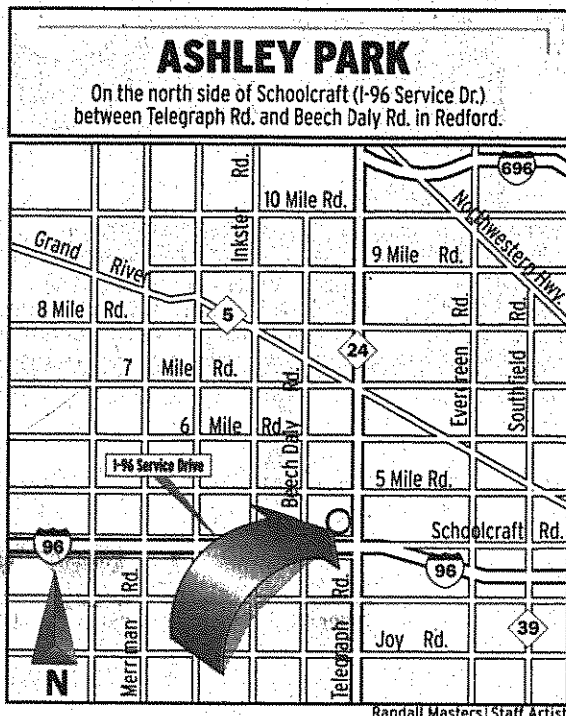 ASHLEY PARK
On the north side of Schoolcraft (I-96 Service Dr.)
between Telegraph Rd. and Beech Daly Rd. in Redford.
696
Northwestern Hwy.
Inkster Rd.
10 Mile Rd.
Grand River
9 Mile Rd.
8 Mile Rd.
5
24
Evergreen Rd.
Southfield Rd.
7 Mile Rd.
Beech Daly Rd.
6 Mile Rd.
I-96 Service Drive
5 Mile Rd.
Schoolcraft Rd.
96
96
Merriman Rd.
Telegraph Rd.
Joy Rd.
39
N
Randall Masters | Staff Artist